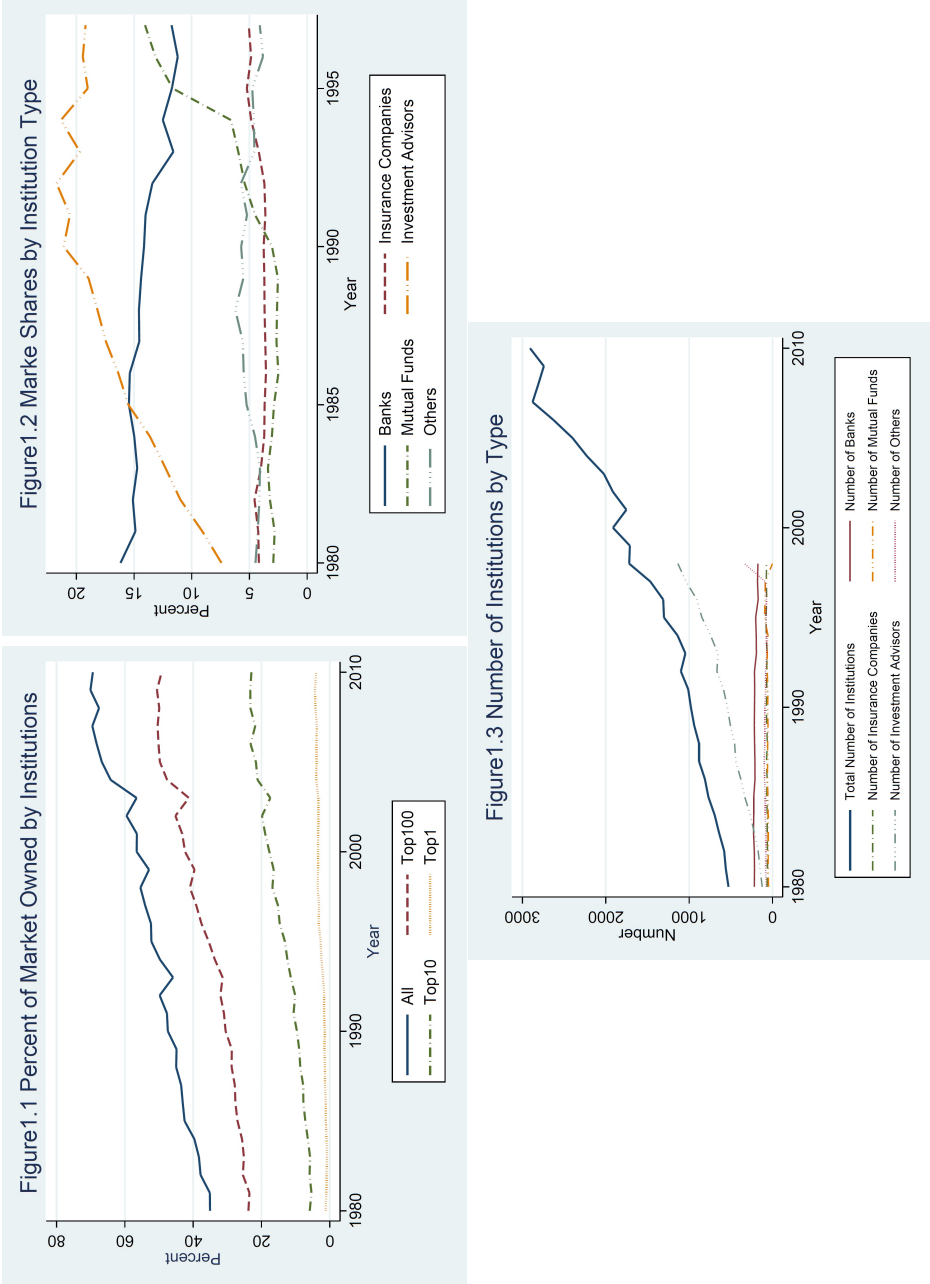 Figure1.1 Percent of Market Owned by Institutions
80
60
40
20
0
Percent
1980
1990
2000
2010
Year
All
Top100
Top10
Top1
Figure1.2 Marke Shares by Institution Type
20
15
10
5
0
Percent
1980
1985
1990
1995
Year
Banks
Insurance Companies
Mutual Funds
Investment Advisors
Others
Figure1.3 Number of Institutions by Type
3000
2000
1000
0
Number
1980
1990
2000
2010
Year
Total Number of Institutions
Number of Banks
Number of Insurance Companies
Number of Mutual Funds
Number of Investment Advisors
Number of Others